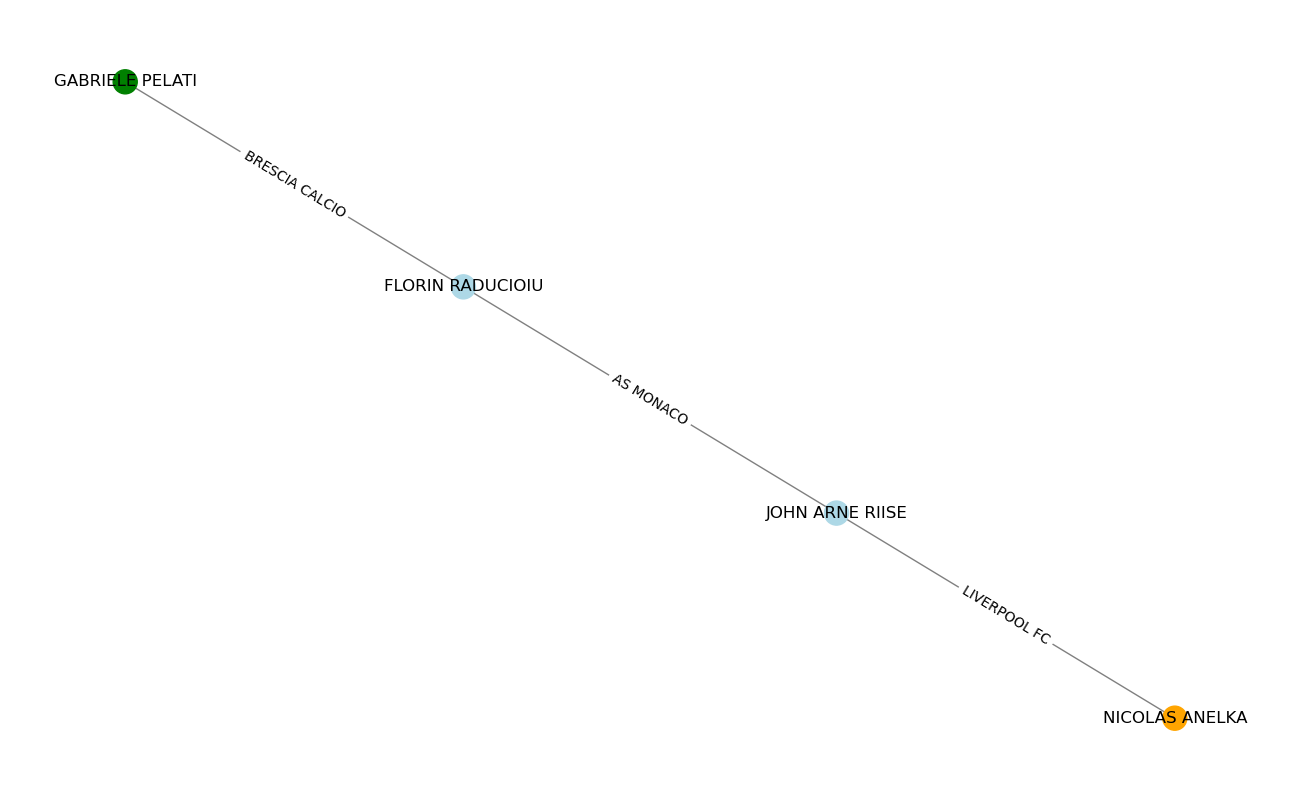 GABRIELE PELATI
BRESCIA CALCIO
FLORIN RADUCIOIU
AS MONACO
JOHN ARNE RIISE
LIVERPOOL FC
NICOLAS ANELKA